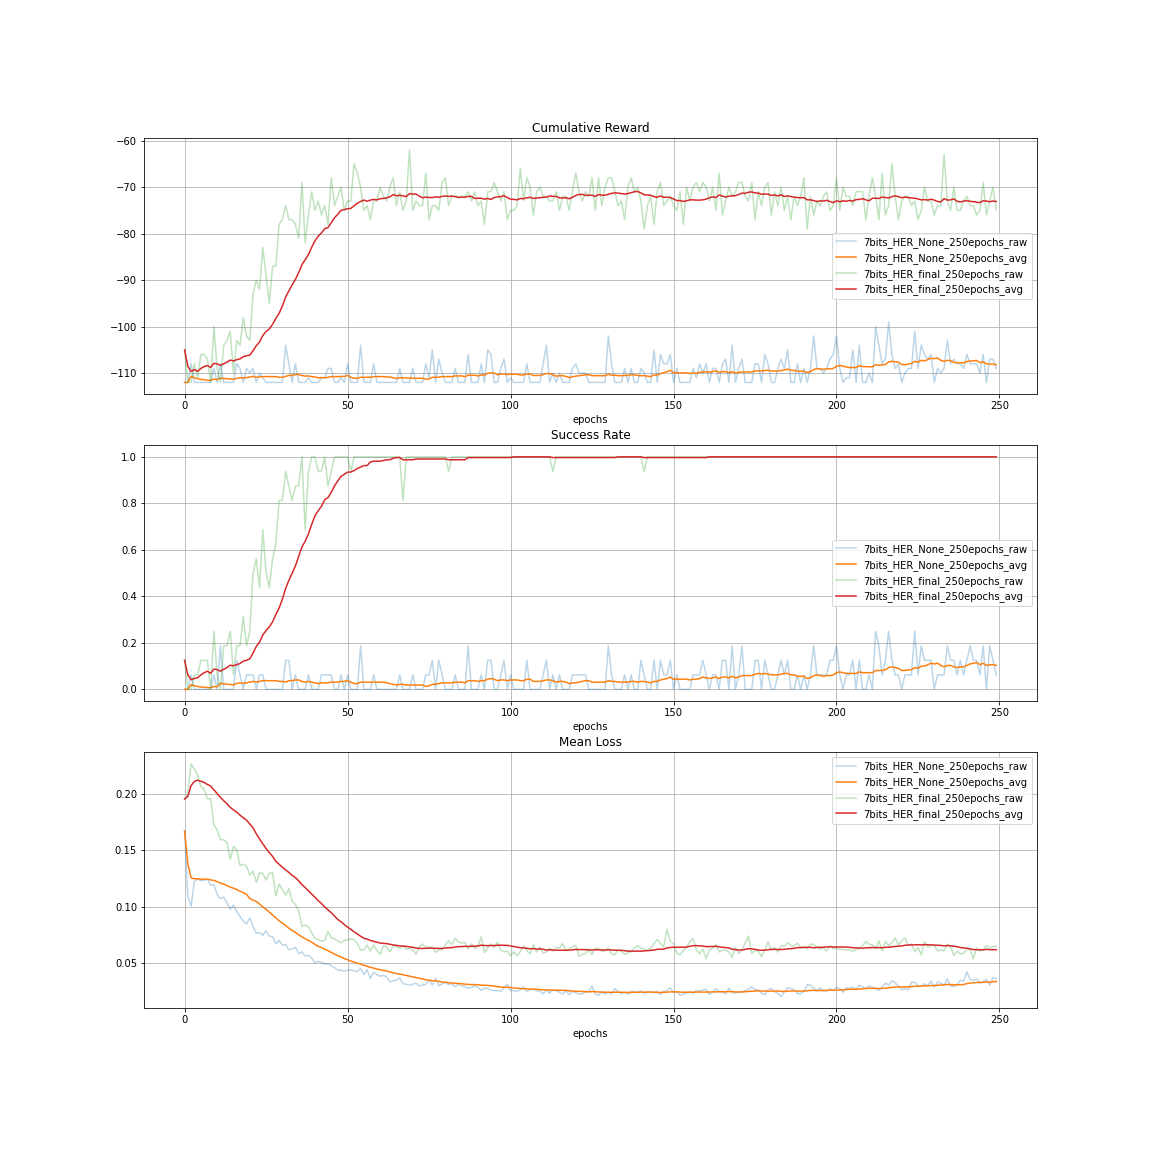 Cumulative Reward
−60
−70
−80
−90
−100
−110
7bits_HER_None_250epochs_raw
7bits_HER_None_250epochs_avg
7bits_HER_final_250epochs_raw
7bits_HER_final_250epochs_avg
0 50 100 150 200 250
epochs
Success Rate
1.0
0.8
0.6
0.4
0.2
0.0
7bits_HER_None_250epochs_raw
7bits_HER_None_250epochs_avg
7bits_HER_final_250epochs_raw
7bits_HER_final_250epochs_avg
0 50 100 150 200 250
epochs
Mean Loss
0.20
0.15
0.10
0.05
7bits_HER_None_250epochs_raw
7bits_HER_None_250epochs_avg
7bits_HER_final_250epochs_raw
7bits_HER_final_250epochs_avg
0 50 100 150 200 250
epochs